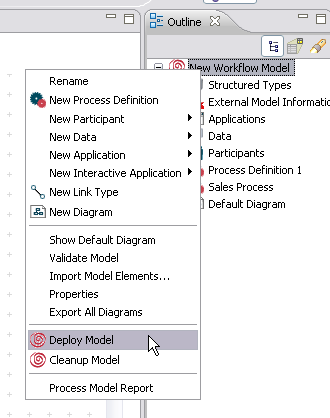 Outline
New Workflow Model
Structured Types
External Model Informatio
Applications
Data
Participants
Process Definition 1
Sales Process
Default Diagram
Rename
New Process Definition
New Participant
New Data
New Application
New Interactive Application
New Link Type
New Diagram
Show Default Diagram
Validate Model
Import Model Elements...
Properties
Export All Diagrams
Deploy Model
Cleanup Model
Process Model Report